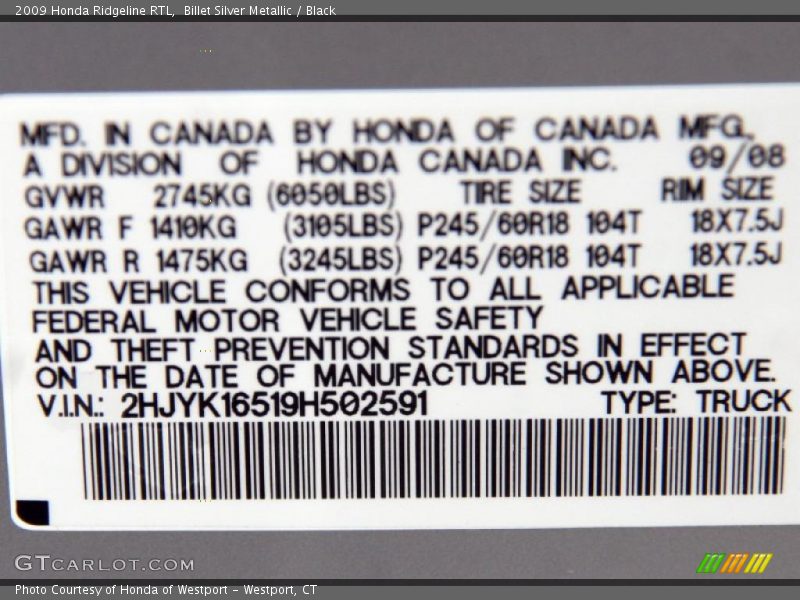 2009 Honda Ridgeline RTL,  Billet Silver Metallic / Black
MFD. IN CANADA BY HONDA OF CANADA MFG.,
A DIVISION OF HONDA CANADA INC. 09/08
GVWR 2745KG (6050LBS) TIRE SIZE RIM SIZE
GAWR F 1410KG (3105LBS) P245/60R18 104T 18X7.5J
GAWR R 1475KG (3245LBS) P245/60R18 104T 18X7.5J
THIS VEHICLE CONFORMS TO ALL APPLICABLE
FEDERAL MOTOR VEHICLE SAFETY
AND THEFT PREVENTION STANDARDS IN EFFECT
ON THE DATE OF MANUFACTURE SHOWN ABOVE.
V.I.N.: 2HJYK16519H502591 TYPE: TRUCK
GTCARLOT.COM
Photo Courtesy of Honda of Westport - Westport, CT